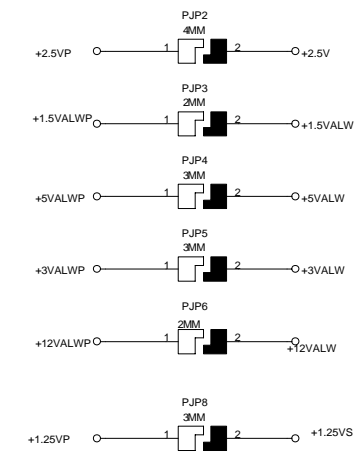 PJP2
4MM
+2.5VP 1 2 +2.5V
PJP3
2MM
+1.5VALWP 1 2 +1.5VALW
PJP4
3MM
+5VALWP 1 2 +5VALW
PJP5
3MM
+3VALWP 1 2 +3VALW
PJP6
2MM
+12VALWP 1 2 +12VALW
PJP8
3MM
+1.25VP 1 2 +1.25VS